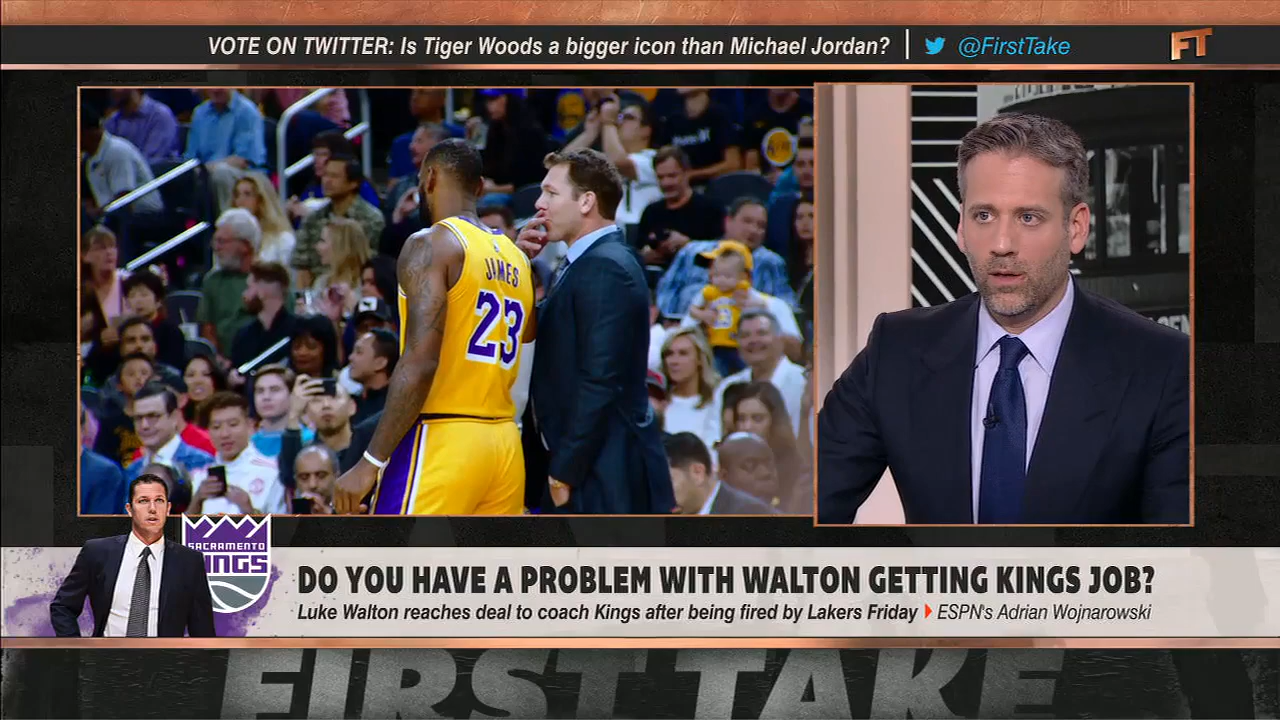 VOTE ON TWITTER: Is Tiger Woods a bigger icon than Michael Jordan?
@FirstTake
FT
JAMES
23
SACRAMENTO
KINGS
DO YOU HAVE A PROBLEM WITH WALTON GETTING KINGS JOB?
Luke Walton reaches deal to coach Kings after being fired by Lakers Friday
ESPN's Adrian Wojnarowski
FIRST TAKE